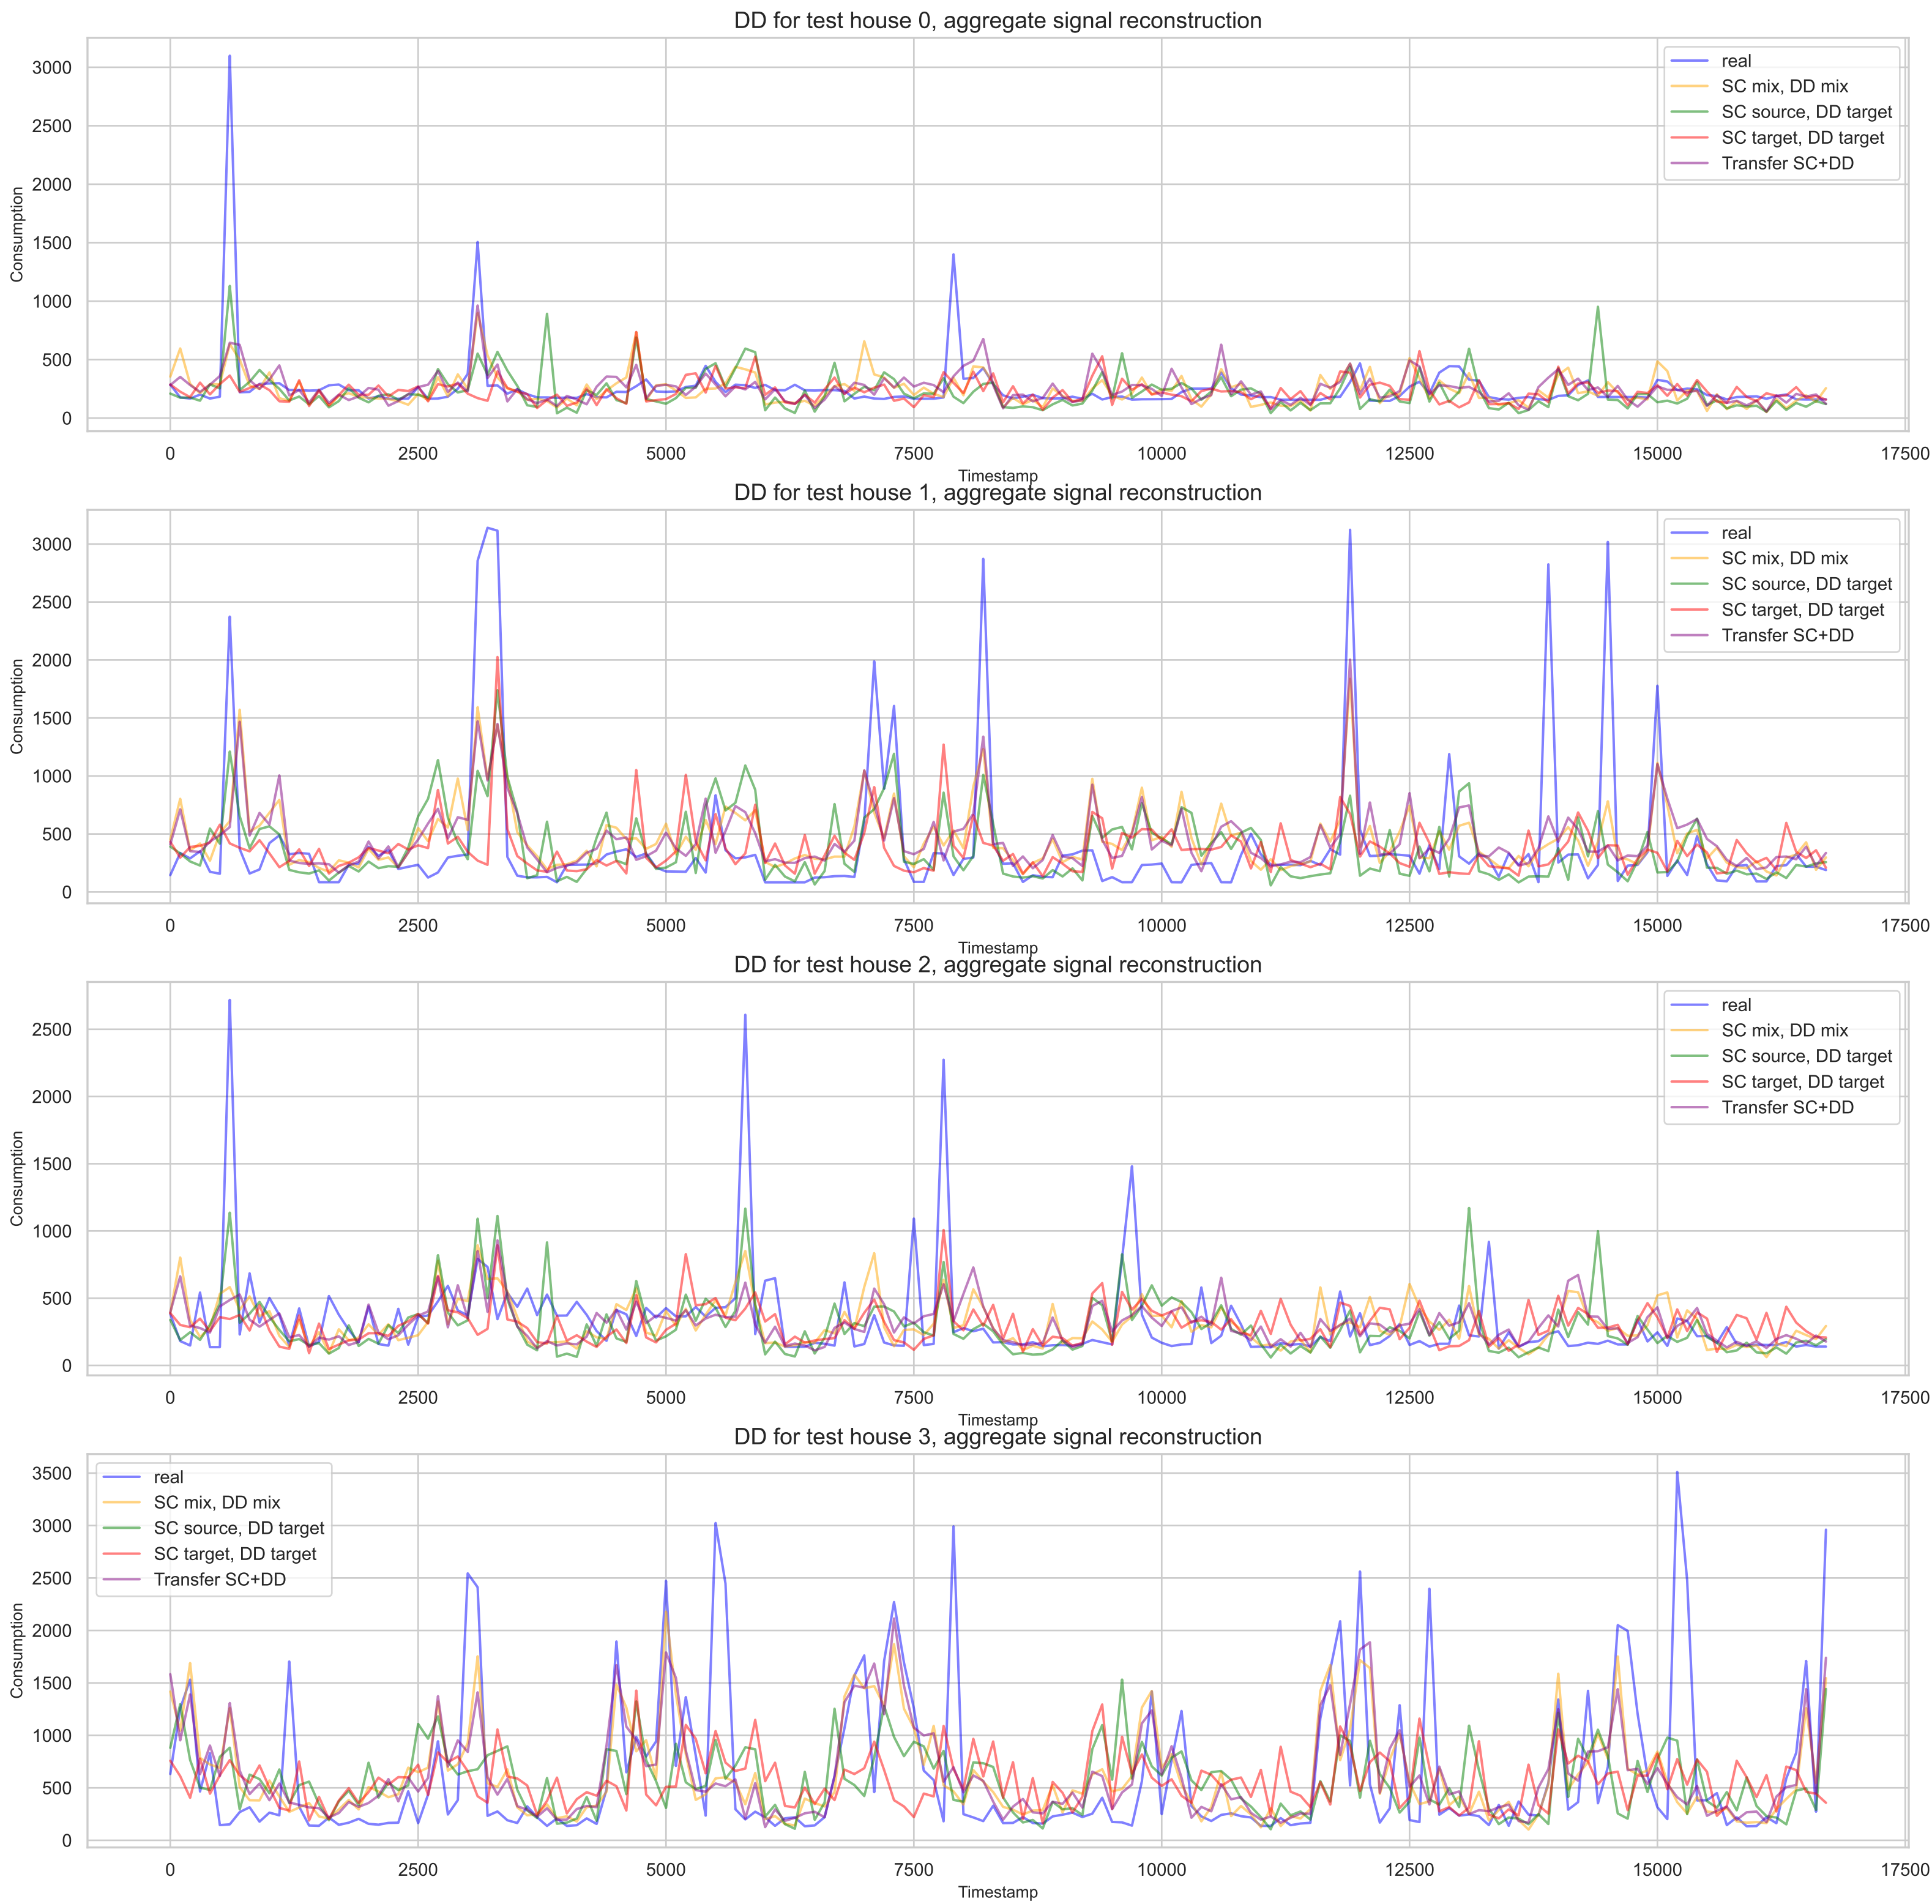 DD for test house 0, aggregate signal reconstruction
3000
2500
2000
1500
1000
500
0
Consumption
real
SC mix, DD mix
SC source, DD target
SC target, DD target
Transfer SC+DD
0 2500 5000 7500 10000 12500 15000 17500
Timestamp
DD for test house 1, aggregate signal reconstruction
3000
2500
2000
1500
1000
500
0
Consumption
real
SC mix, DD mix
SC source, DD target
SC target, DD target
Transfer SC+DD
0 2500 5000 7500 10000 12500 15000 17500
Timestamp
DD for test house 2, aggregate signal reconstruction
2500
2000
1500
1000
500
0
Consumption
real
SC mix, DD mix
SC source, DD target
SC target, DD target
Transfer SC+DD
0 2500 5000 7500 10000 12500 15000 17500
Timestamp
DD for test house 3, aggregate signal reconstruction
3500
3000
2500
2000
1500
1000
500
0
Consumption
real
SC mix, DD mix
SC source, DD target
SC target, DD target
Transfer SC+DD
0 2500 5000 7500 10000 12500 15000 17500
Timestamp